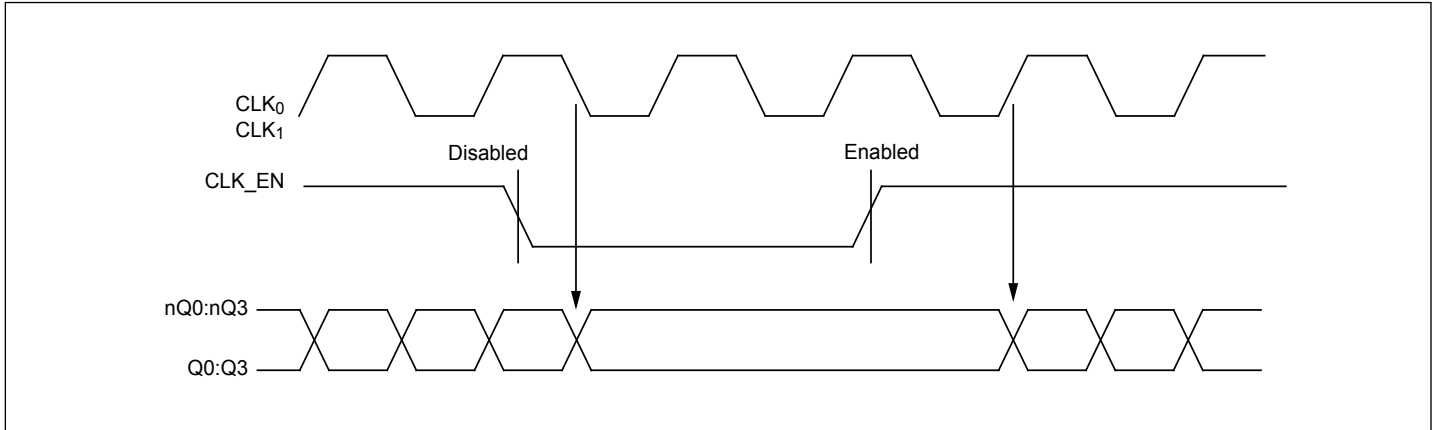 CLK0
CLK1
Disabled
Enabled
CLK_EN
nQ0:nQ3
Q0:Q3